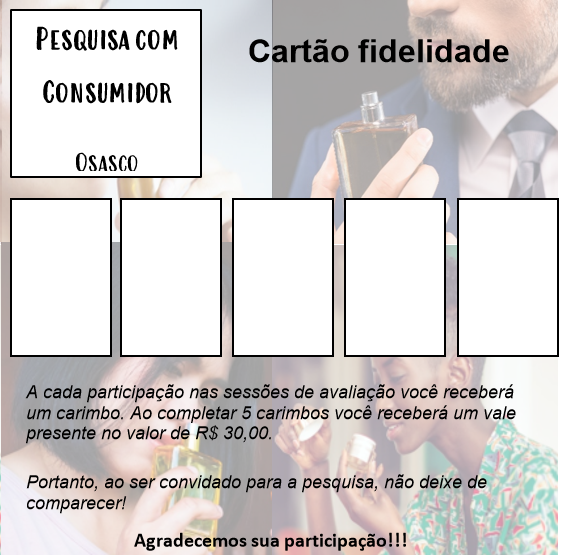 Pesquisa com
Consumidor
Osasco
Cartão fidelidade
A cada participação nas sessões de avaliação você receberá
um carimbo. Ao completar 5 carimbos você receberá um vale
presente no valor de R$ 30,00.
Portanto, ao ser convidado para a pesquisa, não deixe de
comparecer!
Agradecemos sua participação!!!